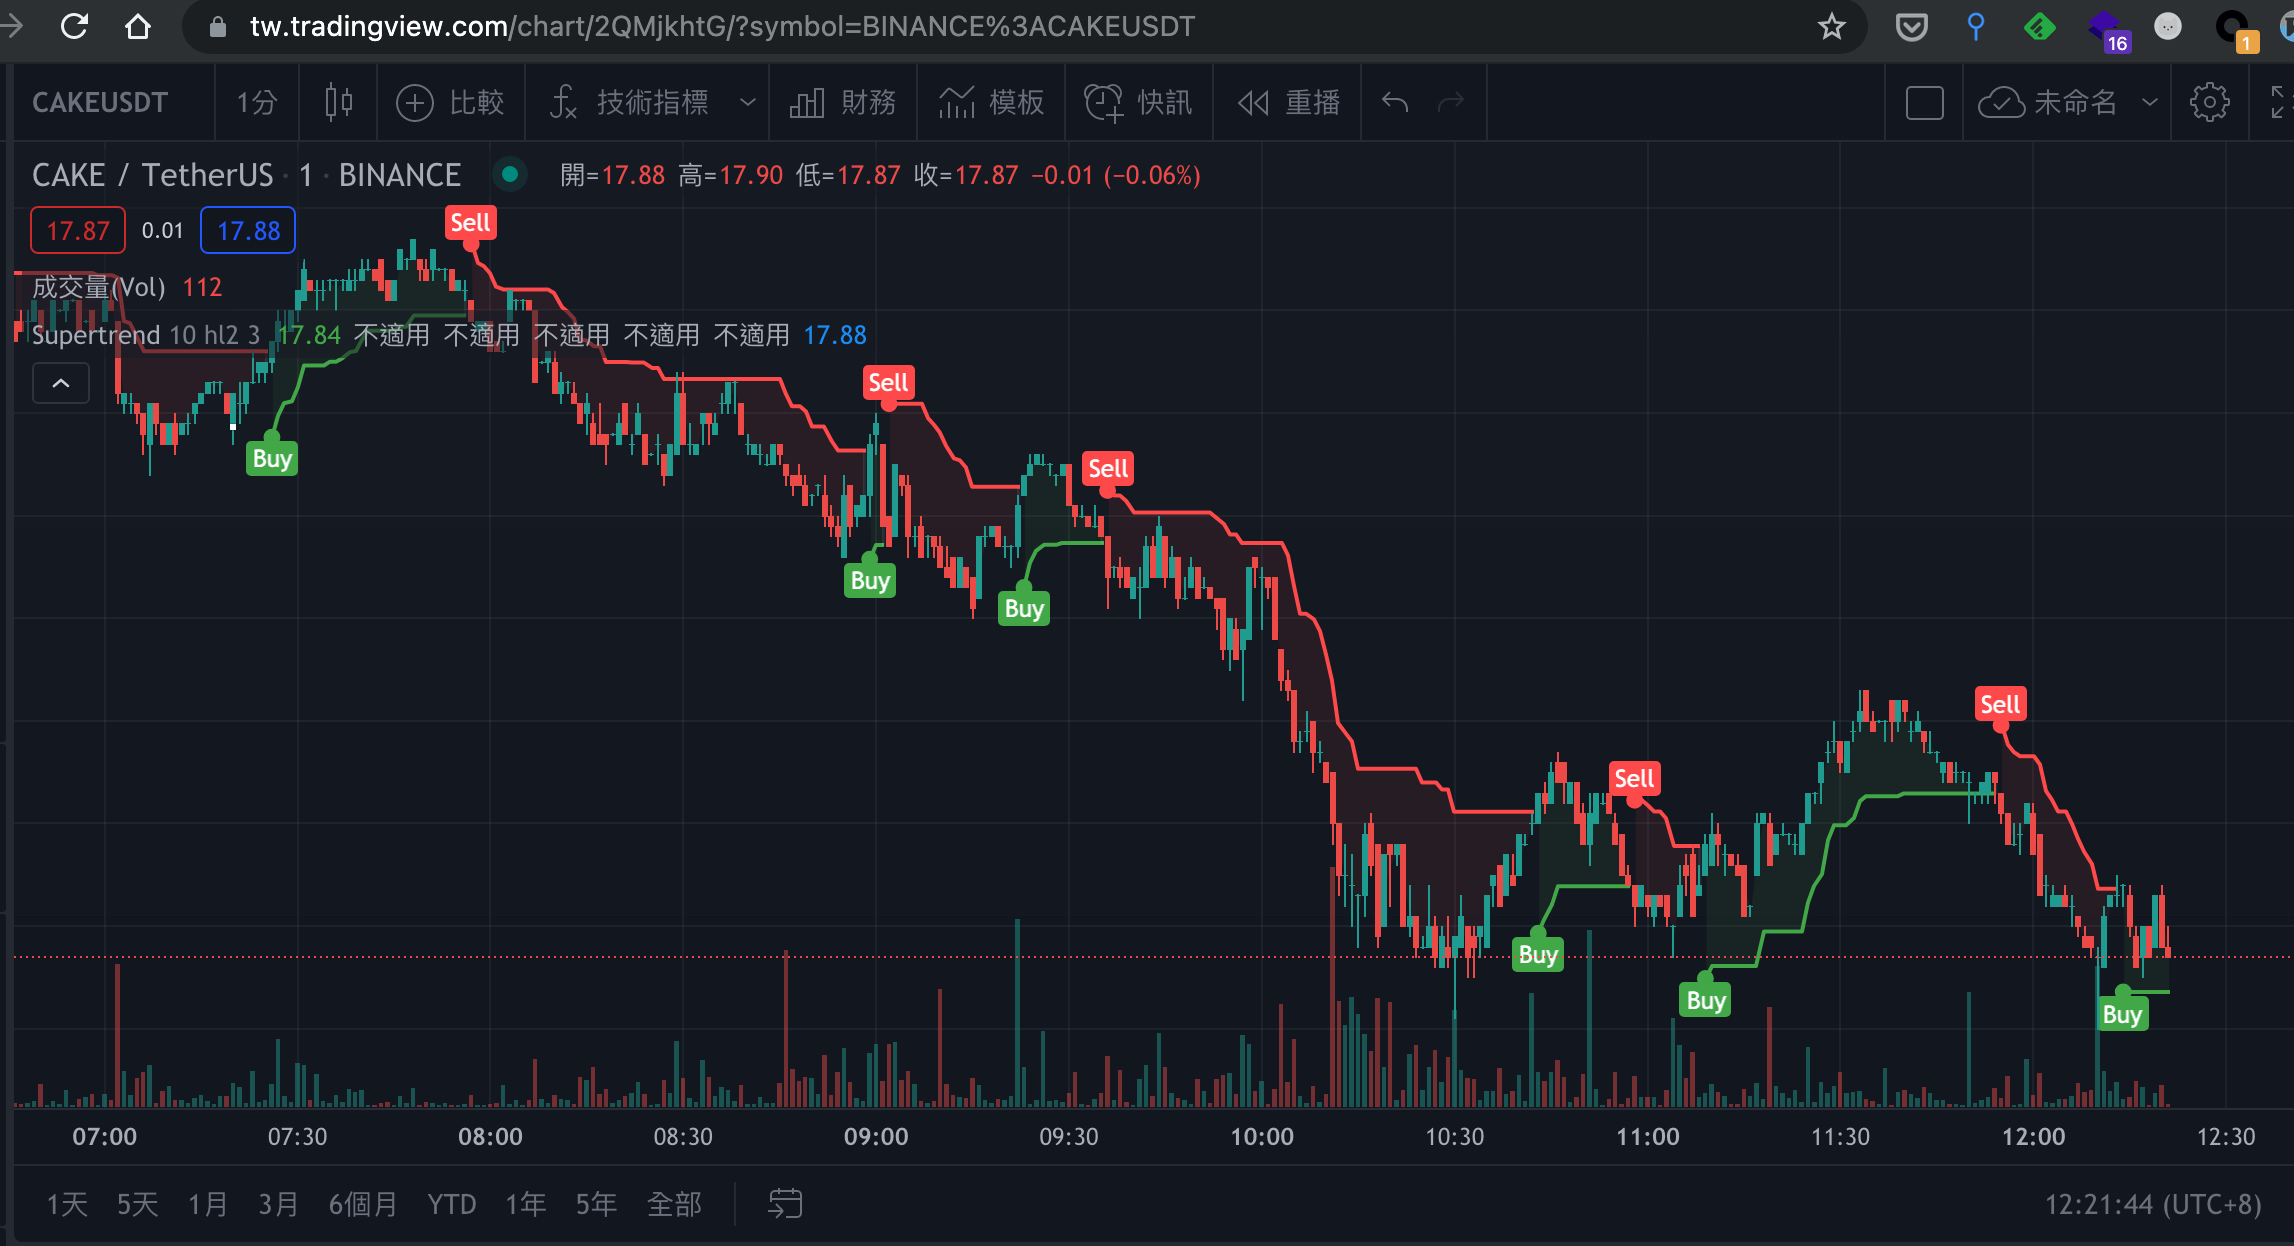 tw.tradingview.com/chart/2QMjkhtG/?symbol=BINANCE%3ACAKEUSDT
16
1
CAKEUSDT 1分 比較 技術指標 財務 模板 快訊 重播 未命名
CAKE / TetherUS · 1 · BINANCE 開=17.88 高=17.90 低=17.87 收=17.87 −0.01 (−0.06%)
17.87 0.01 17.88
成交量(Vol) 112
Supertrend 10 hl2 3 17.84 不適用 不適用 不適用 不適用 不適用 17.88
Sell
Sell
Buy
Sell
Buy
Buy
Sell
Sell
Buy
Buy
Buy
07:00 07:30 08:00 08:30 09:00 09:30 10:00 10:30 11:00 11:30 12:00 12:30
1天 5天 1月 3月 6個月 YTD 1年 5年 全部 12:21:44 (UTC+8)